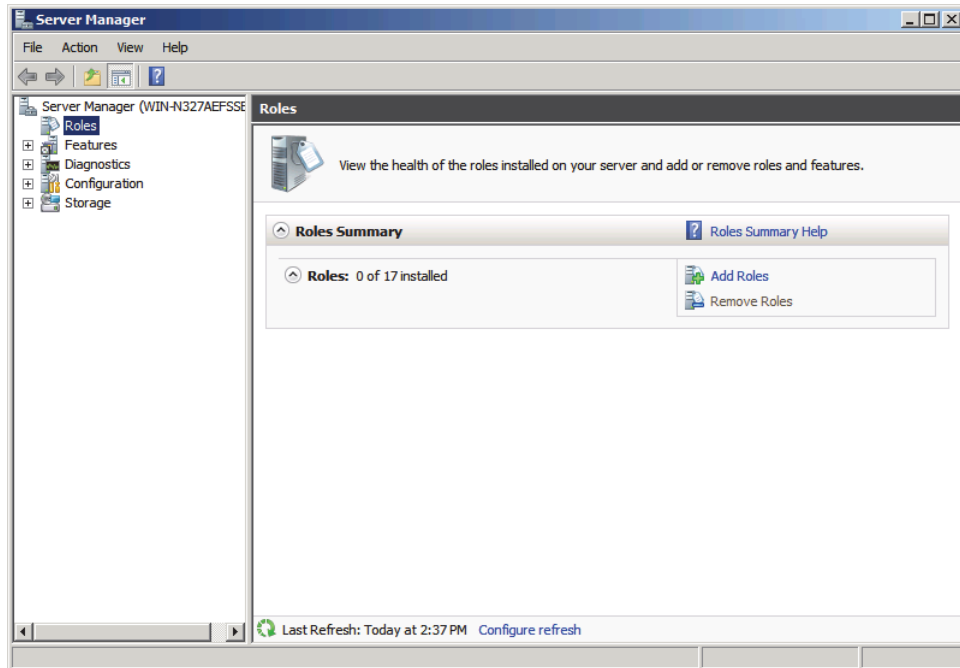 Server Manager
File Action View Help
Server Manager (WIN-N327AEFSSE
Roles
Features
Diagnostics
Configuration
Storage
Roles
View the health of the roles installed on your server and add or remove roles and features.
Roles Summary
Roles Summary Help
Roles: 0 of 17 installed
Add Roles
Remove Roles
Last Refresh: Today at 2:37 PM Configure refresh